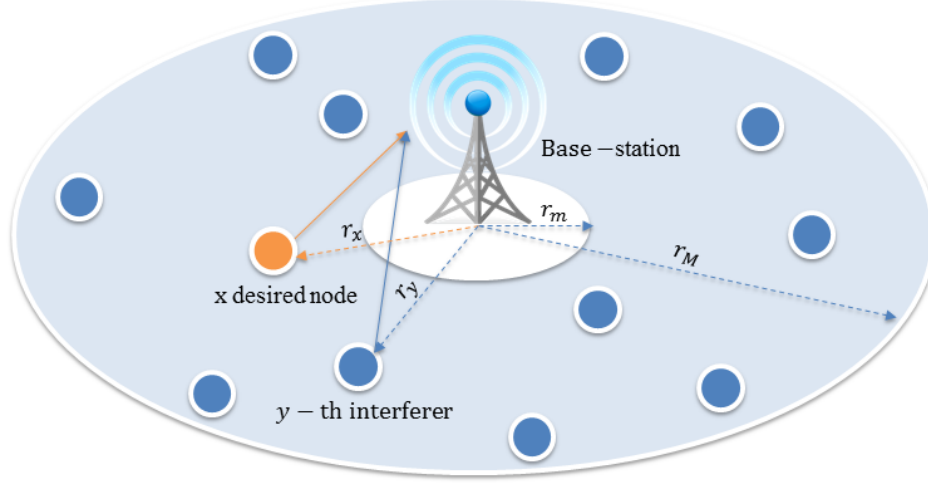 Base −station
r_m
r_x
r_M
x desired node
r_y
y − th interferer